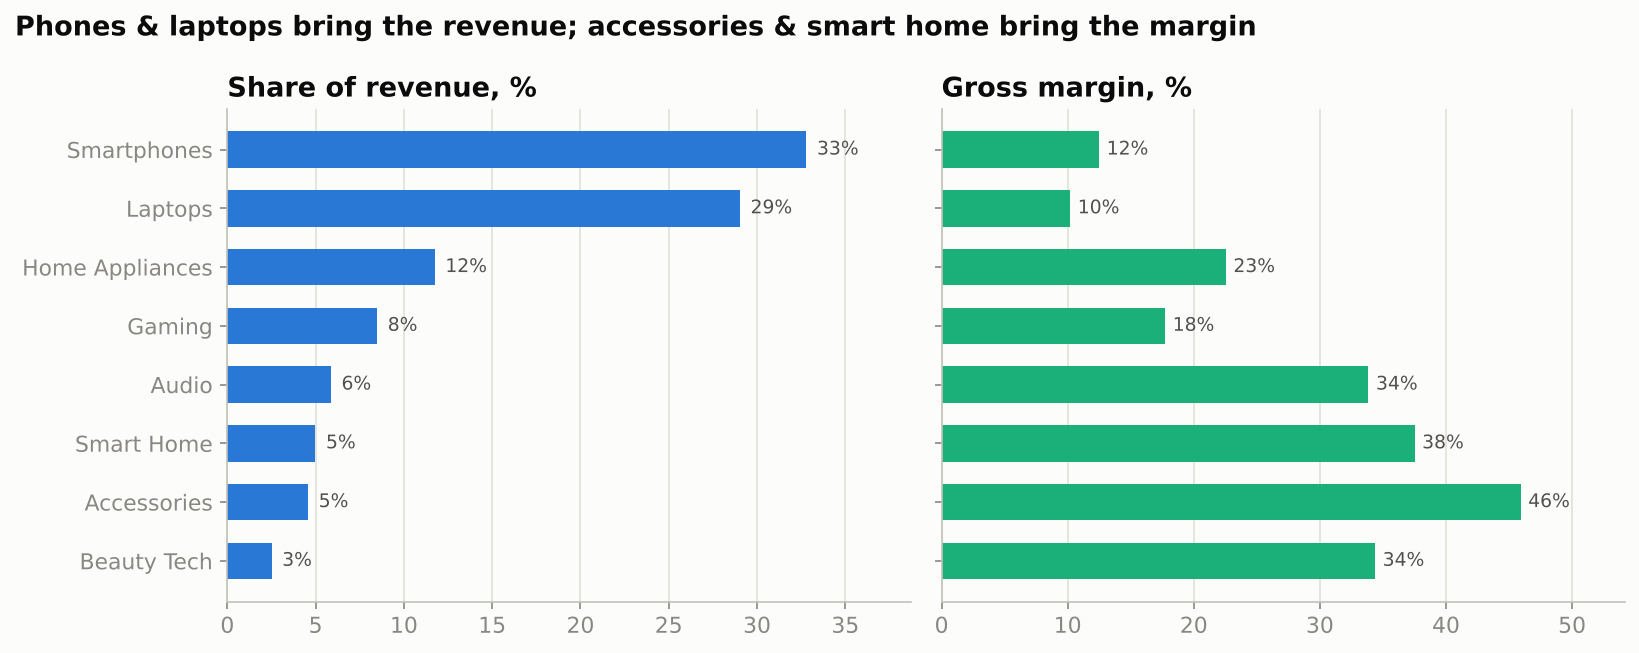 Phones & laptops bring the revenue; accessories & smart home bring the margin
Share of revenue, %
Smartphones 33%
Laptops 29%
Home Appliances 12%
Gaming 8%
Audio 6%
Smart Home 5%
Accessories 5%
Beauty Tech 3%
0 5 10 15 20 25 30 35
Gross margin, %
12%
10%
23%
18%
34%
38%
46%
34%
0 10 20 30 40 50